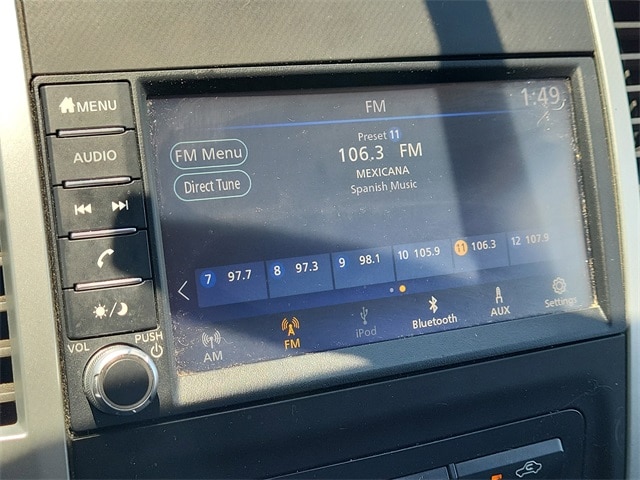 MENU
AUDIO
VOL
PUSH
FM
1:49
Preset 11
FM Menu
106.3 FM
MEXICANA
Direct Tune
Spanish Music
7 97.7 8 97.3 9 98.1 10 105.9 11 106.3 12 107.9
AM FM iPod Bluetooth AUX Settings